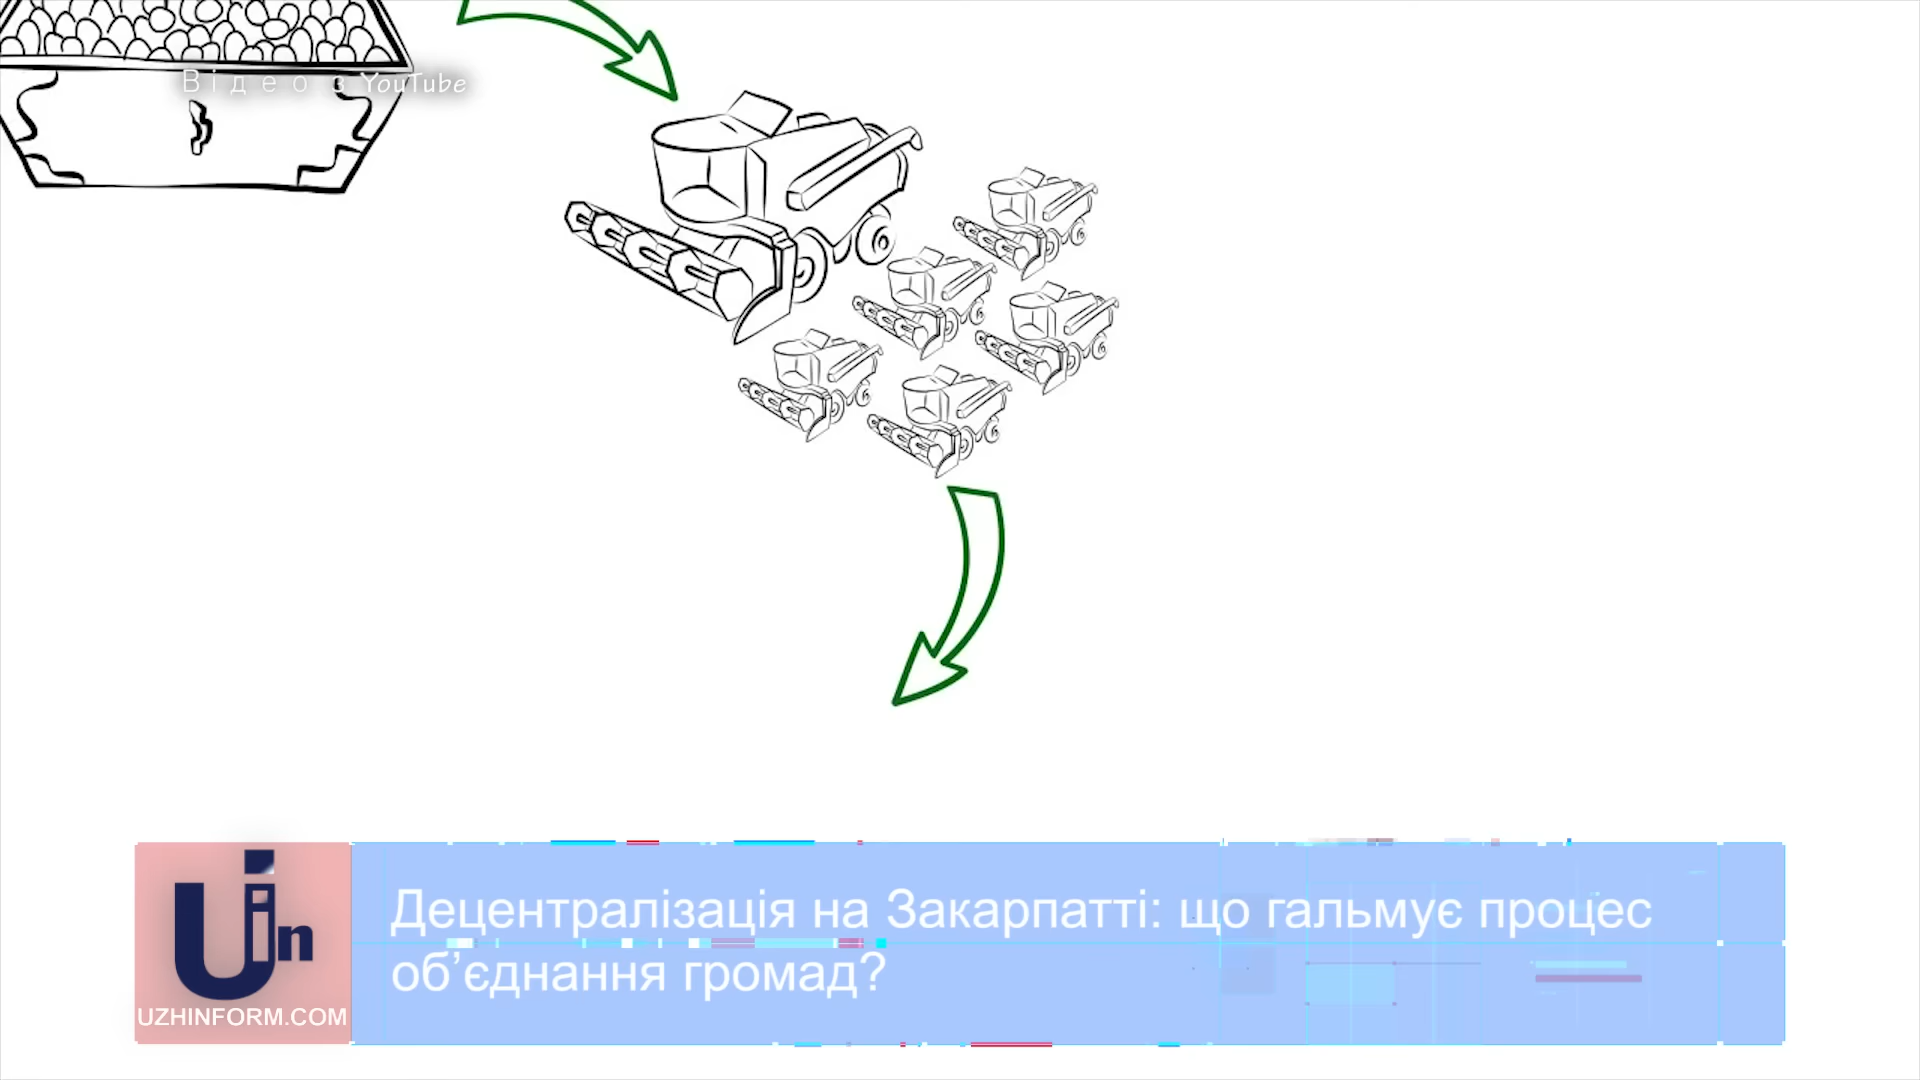 Відео з YouTube
Uin
Децентралізація на Закарпатті: що гальмує процес
об’єднання громад?
UZHINFORM.COM